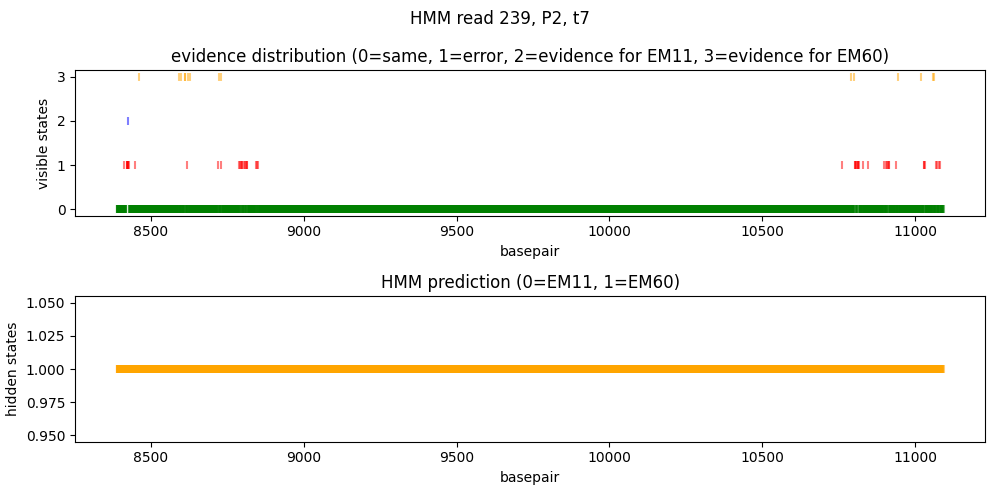 HMM read 239, P2, t7
evidence distribution (0=same, 1=error, 2=evidence for EM11, 3=evidence for EM60)
visible states
3
2
1
0
8500 9000 9500 10000 10500 11000
basepair
HMM prediction (0=EM11, 1=EM60)
hidden states
1.050
1.025
1.000
0.975
0.950
8500 9000 9500 10000 10500 11000
basepair